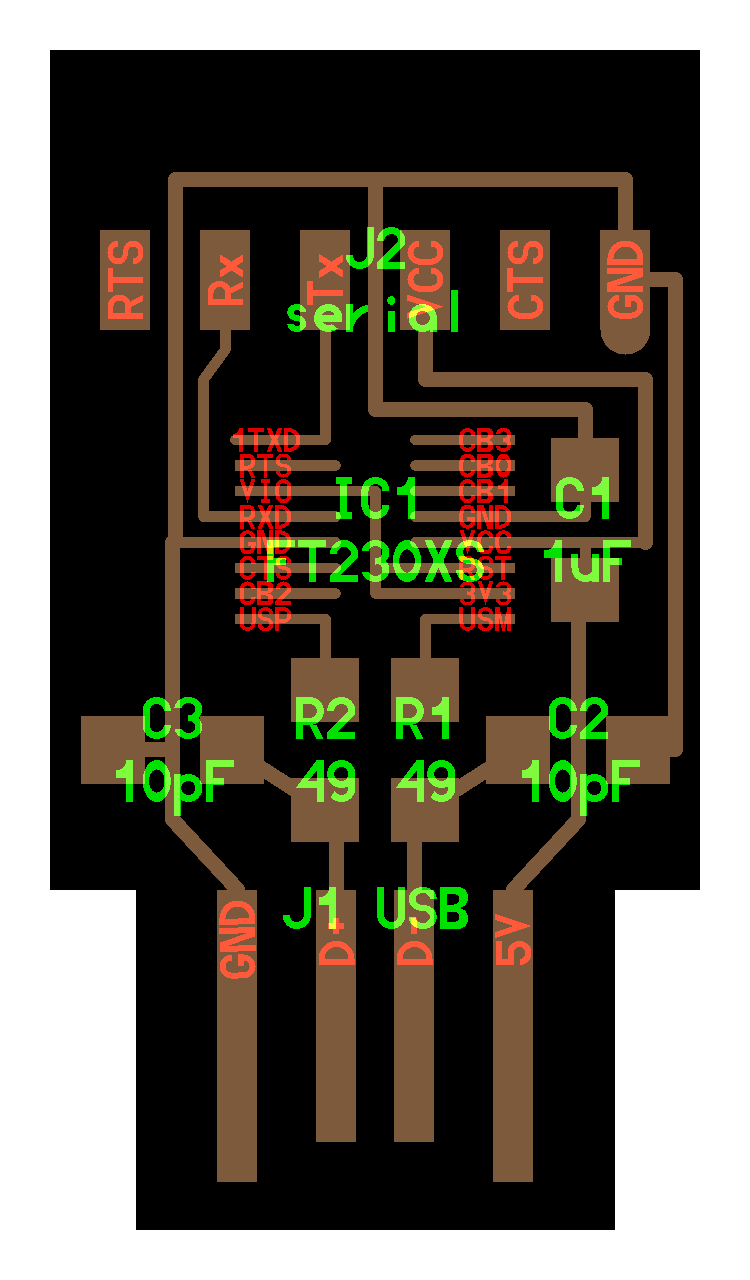 RTS
Rx
Tx
VCC
CTS
GND
J2
serial
1TXD
RTS
VIO
RXD
GND
CTS
CB2
USP
CB3
CB0
CB1
GND
VCC
RST
3V3
USM
IC1
FT230XS
C1
1uF
C3
10pF
R2
49
R1
49
C2
10pF
J1 USB
GND
D+
D-
5V